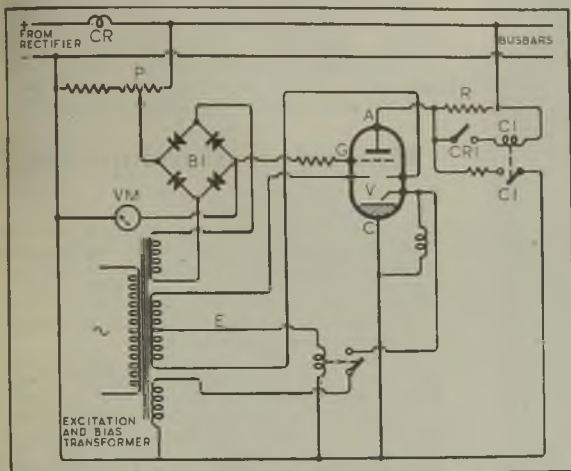 +
FROM
RECTIFIER
-
CR
BUSBARS
P
A
R
C1
B1
G
CR1
VM
V
C1
C
E
~
EXCITATION
AND BIAS
TRANSFORMER